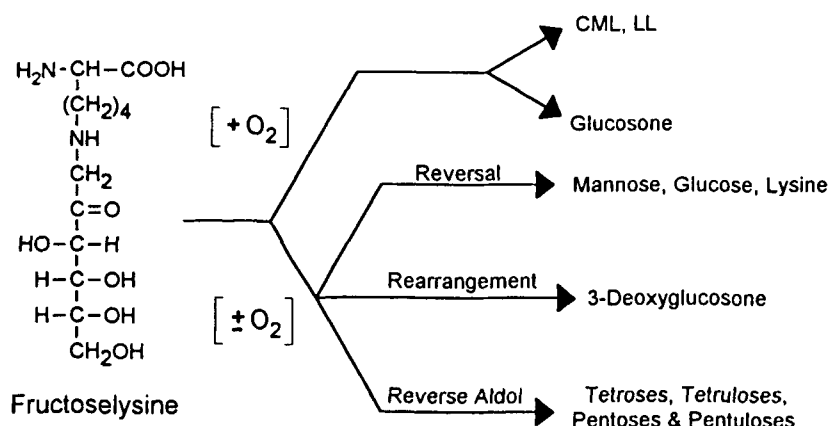 H₂N–CH–COOH
(CH₂)₄
NH
CH₂
C=O
HO–C–H
H–C–OH
H–C–OH
CH₂OH
Fructoselysine
[+O₂]
[±O₂]
CML, LL
Glucosone
Reversal
Mannose, Glucose, Lysine
Rearrangement
3-Deoxyglucosone
Reverse Aldol
Tetroses, Tetruloses,
Pentoses & Pentuloses